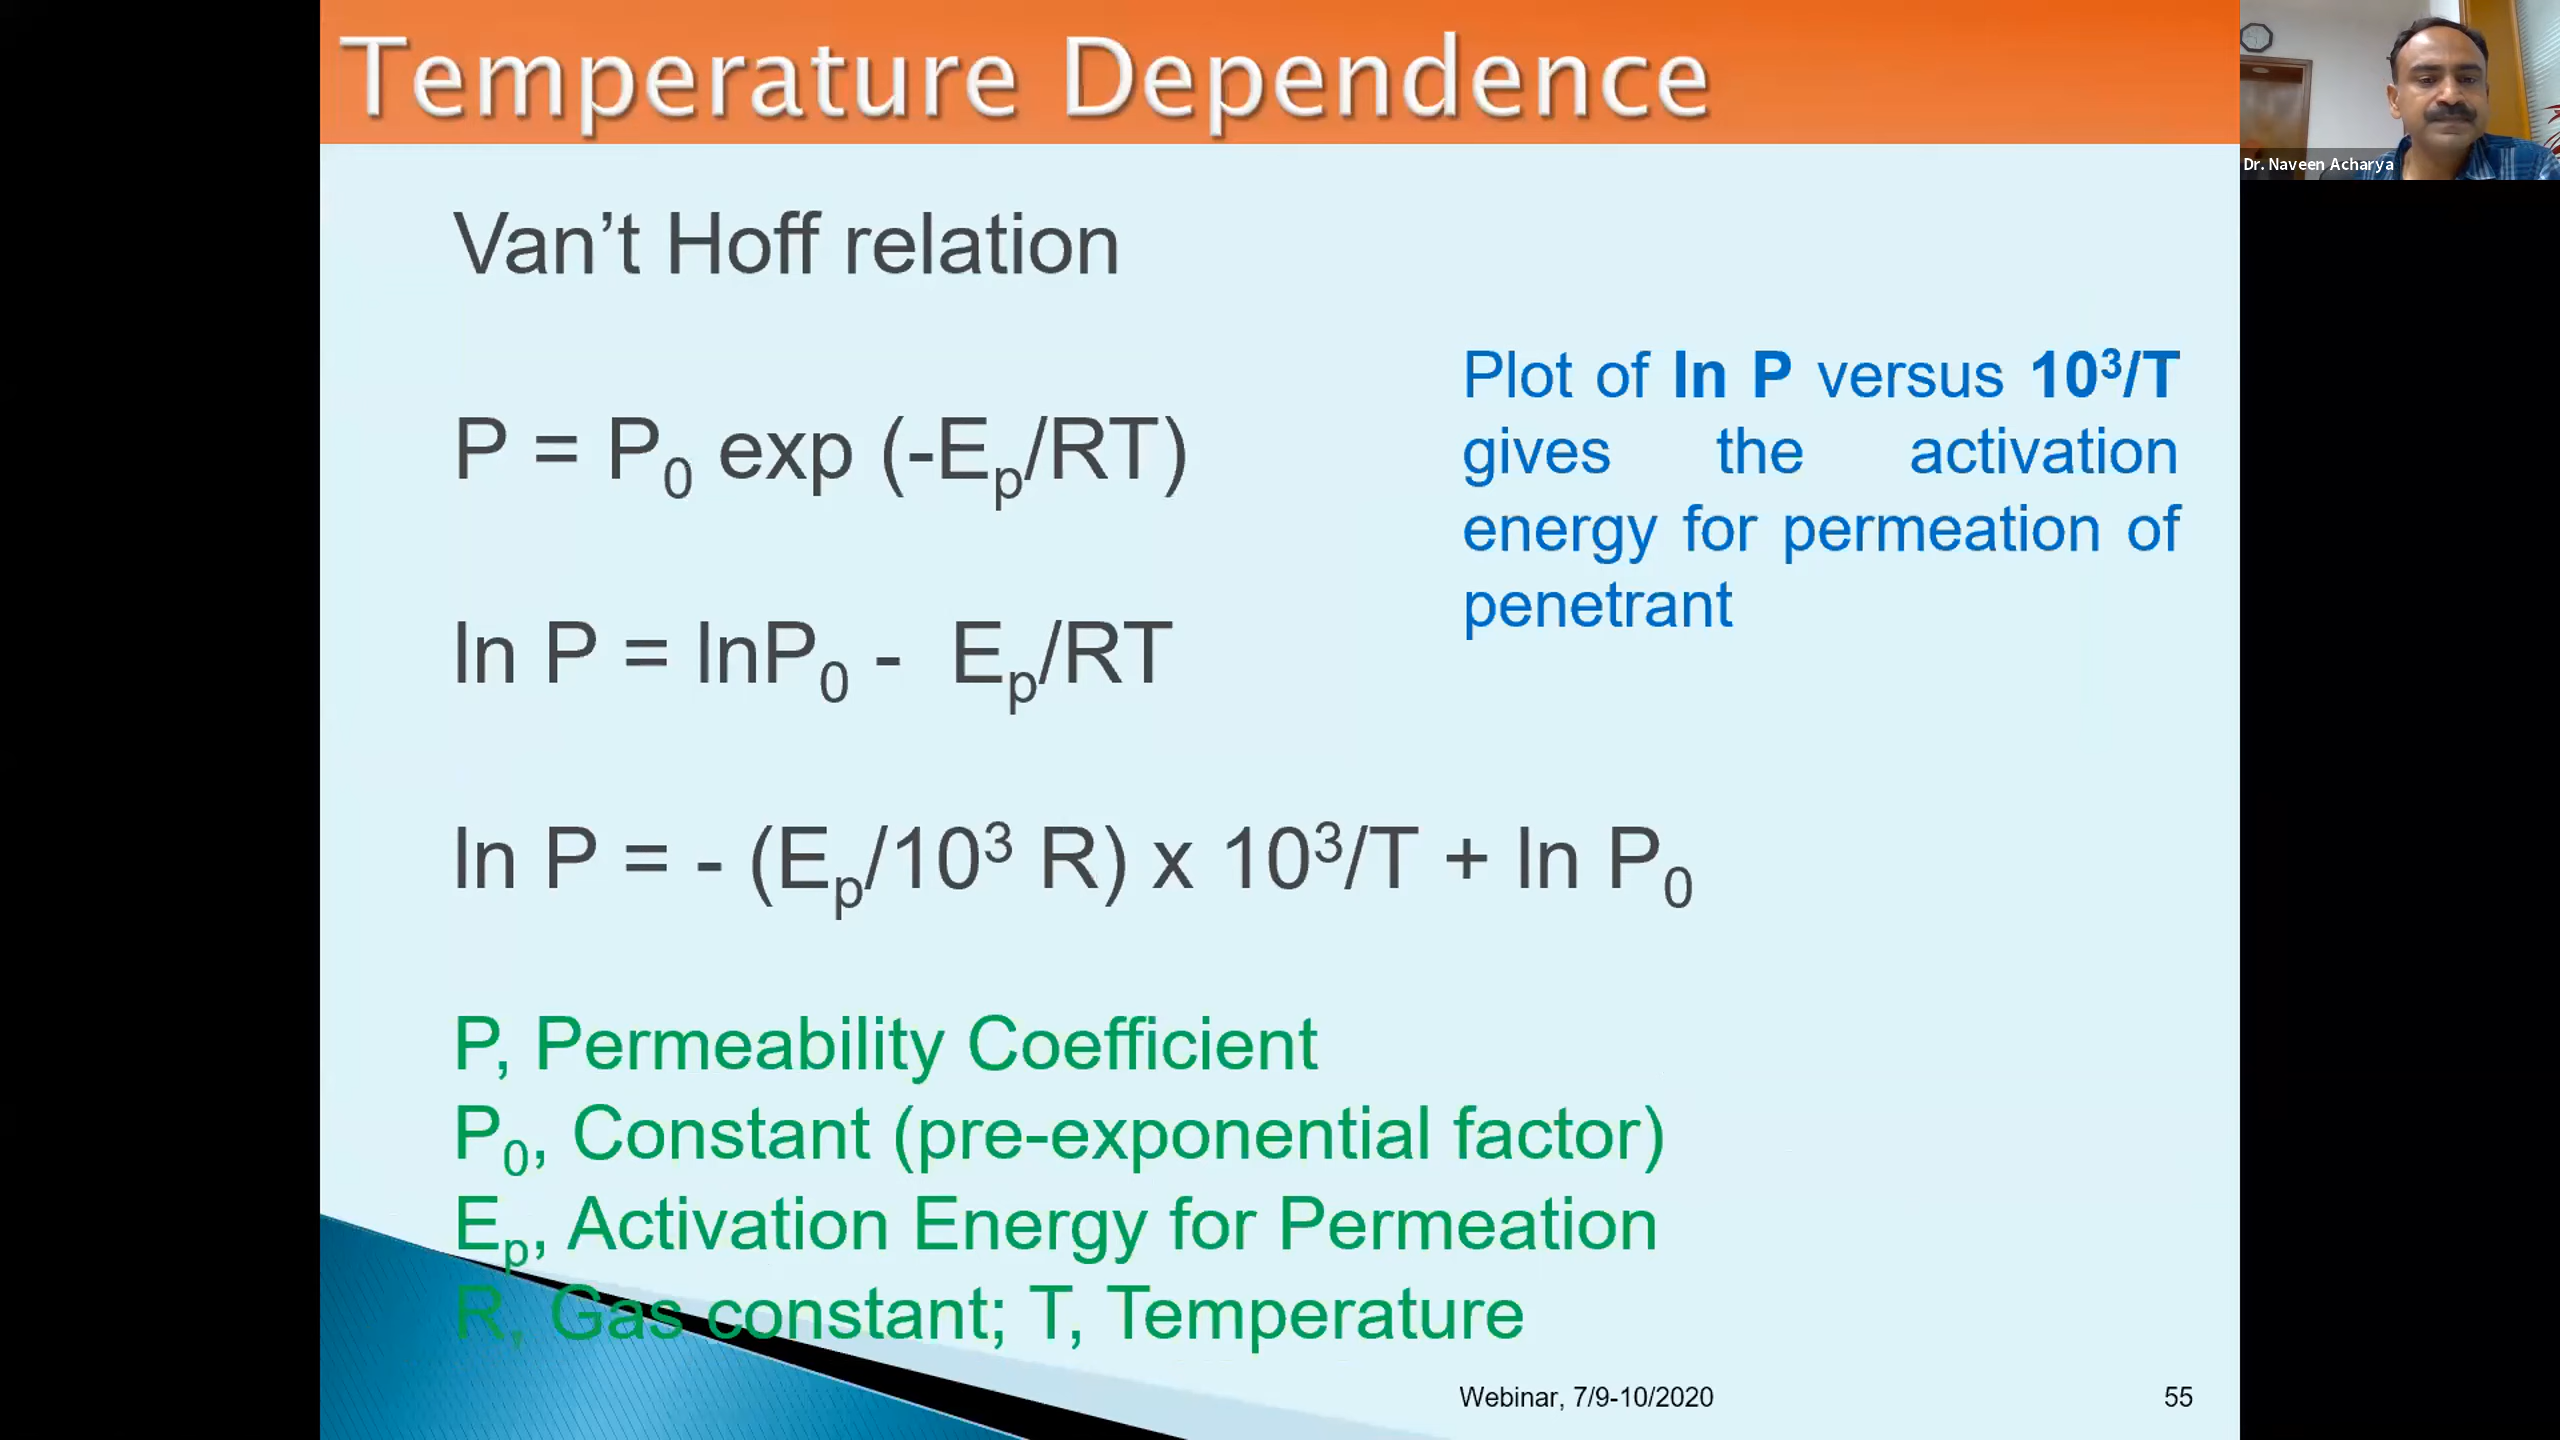 Temperature Dependence
Dr. Naveen Acharya
Van’t Hoff relation
P = P₀ exp (-Eₚ/RT)
ln P = lnP₀ - Eₚ/RT
ln P = - (Eₚ/10³ R) x 10³/T + ln P₀
Plot of ln P versus 10³/T
gives the activation
energy for permeation of
penetrant
P, Permeability Coefficient
P₀, Constant (pre-exponential factor)
Eₚ, Activation Energy for Permeation
R, Gas constant; T, Temperature
Webinar, 7/9-10/2020
55